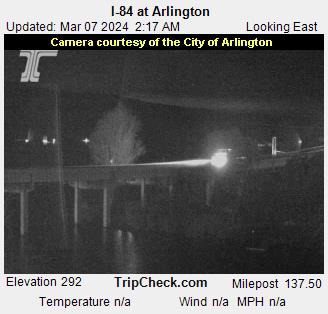 I-84 at Arlington
Updated: Mar 07 2024 2:17 AM Looking East
Camera courtesy of the City of Arlington
Elevation 292 TripCheck.com Milepost 137.50
Temperature n/a Wind n/a MPH n/a